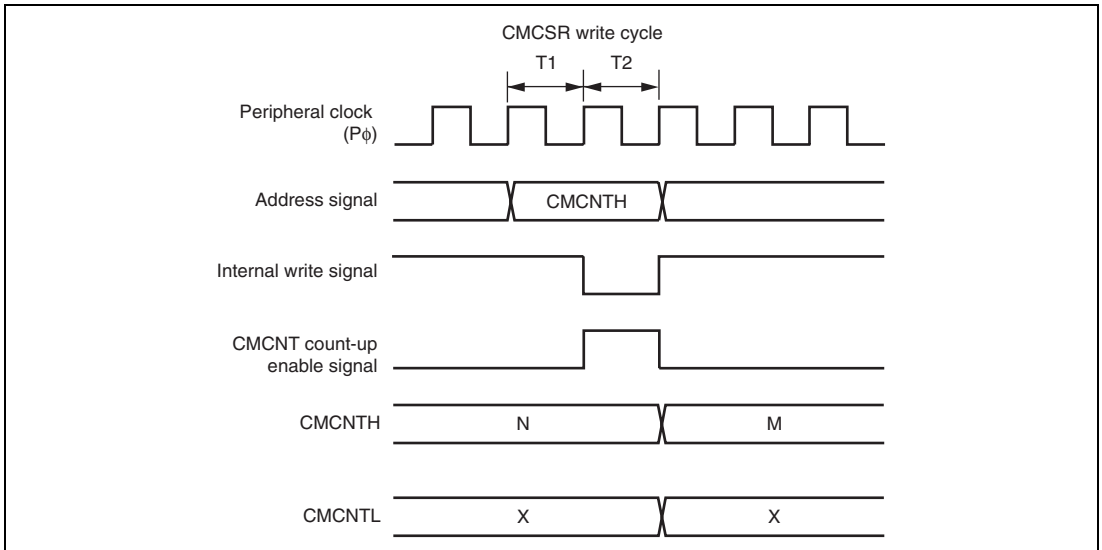 CMCSR write cycle
T1 T2
Peripheral clock
(Pϕ)
Address signal
CMCNTH
Internal write signal
CMCNT count-up
enable signal
CMCNTH
N
M
CMCNTL
X
X